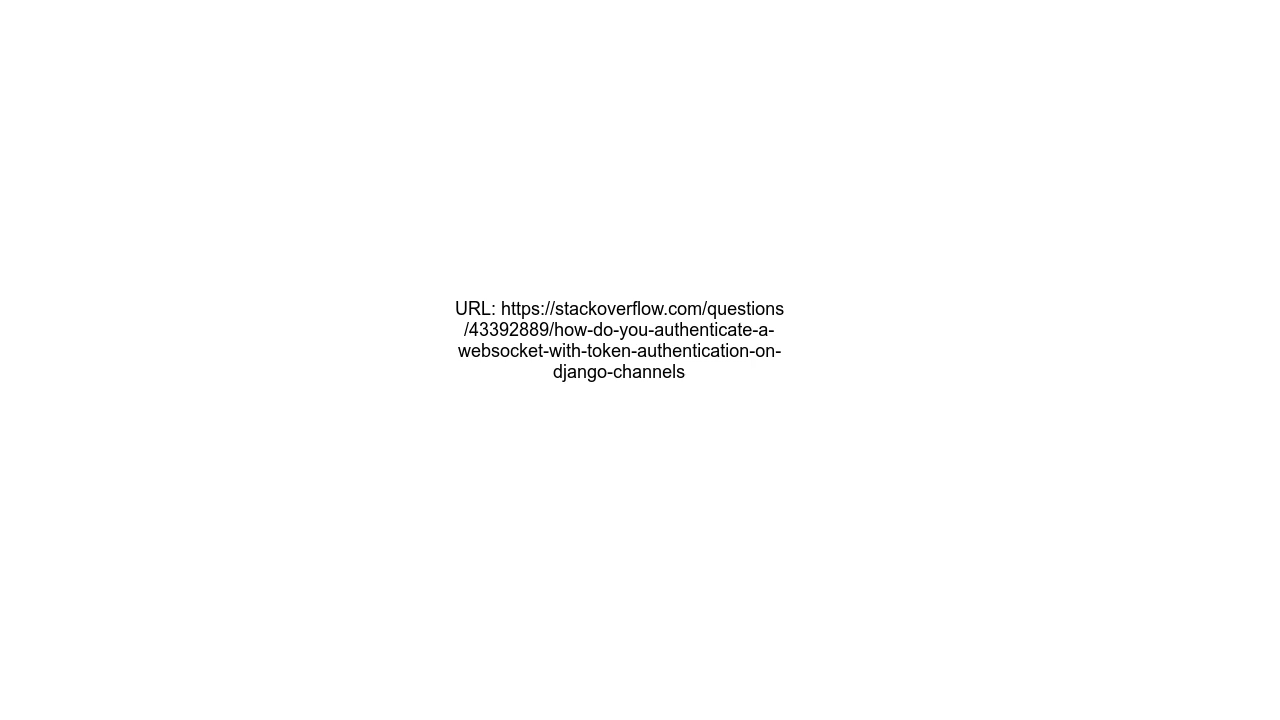 URL: https://stackoverflow.com/questions
/43392889/how-do-you-authenticate-a-
websocket-with-token-authentication-on-
django-channels